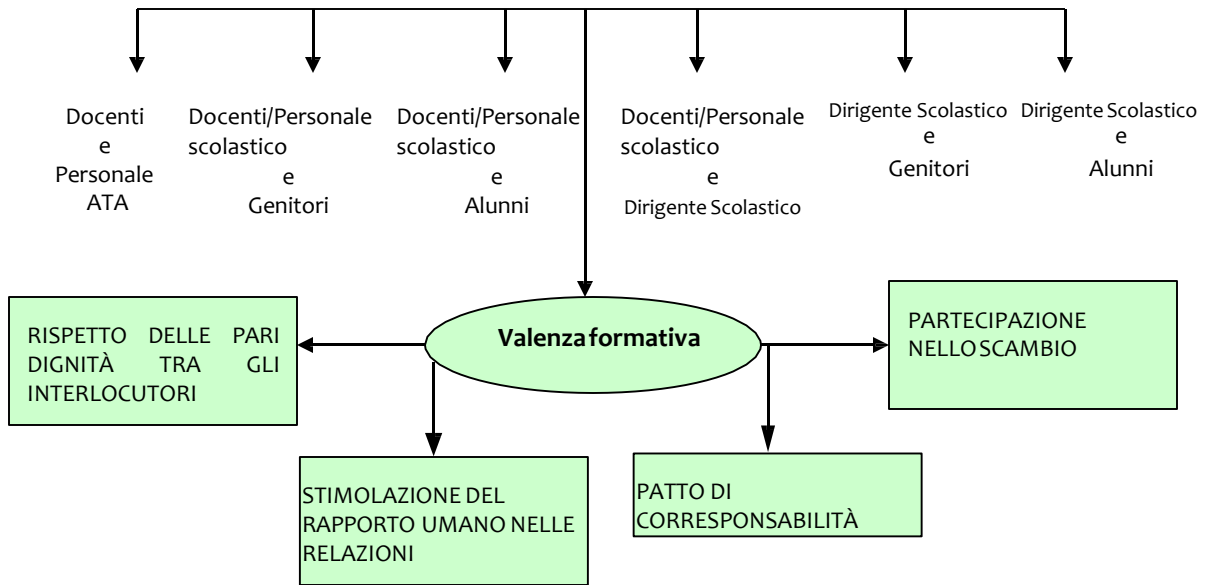 Docenti
e
Personale
ATA
Docenti/Personale
scolastico
e
Genitori
Docenti/Personale
scolastico
e
Alunni
Docenti/Personale
scolastico
e
Dirigente Scolastico
Dirigente Scolastico
e
Genitori
Dirigente Scolastico
e
Alunni
Valenza formativa
RISPETTO DELLE PARI
DIGNITÀ TRA GLI
INTERLOCUTORI
PARTECIPAZIONE
NELLO SCAMBIO
STIMOLAZIONE DEL
RAPPORTO UMANO NELLE
RELAZIONI
PATTO DI
CORRESPONSABILITÀ